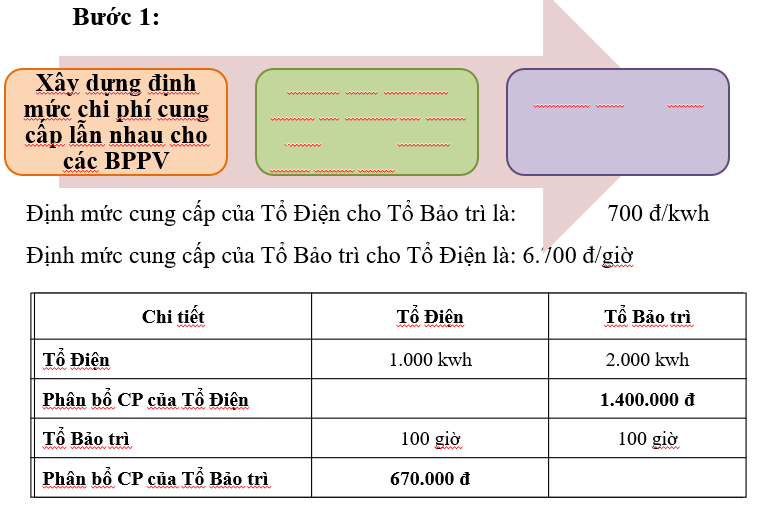 Bước 1:
Xây dựng định
mức chi phí cung
cấp lẫn nhau cho
các BPPV
Định mức cung cấp của Tổ Điện cho Tổ Bảo trì là: 700 đ/kwh
Định mức cung cấp của Tổ Bảo trì cho Tổ Điện là: 6.700 đ/giờ
Chi tiết Tổ Điện Tổ Bảo trì
Tổ Điện 1.000 kwh 2.000 kwh
Phân bổ CP của Tổ Điện 1.400.000 đ
Tổ Bảo trì 100 giờ 100 giờ
Phân bổ CP của Tổ Bảo trì 670.000 đ